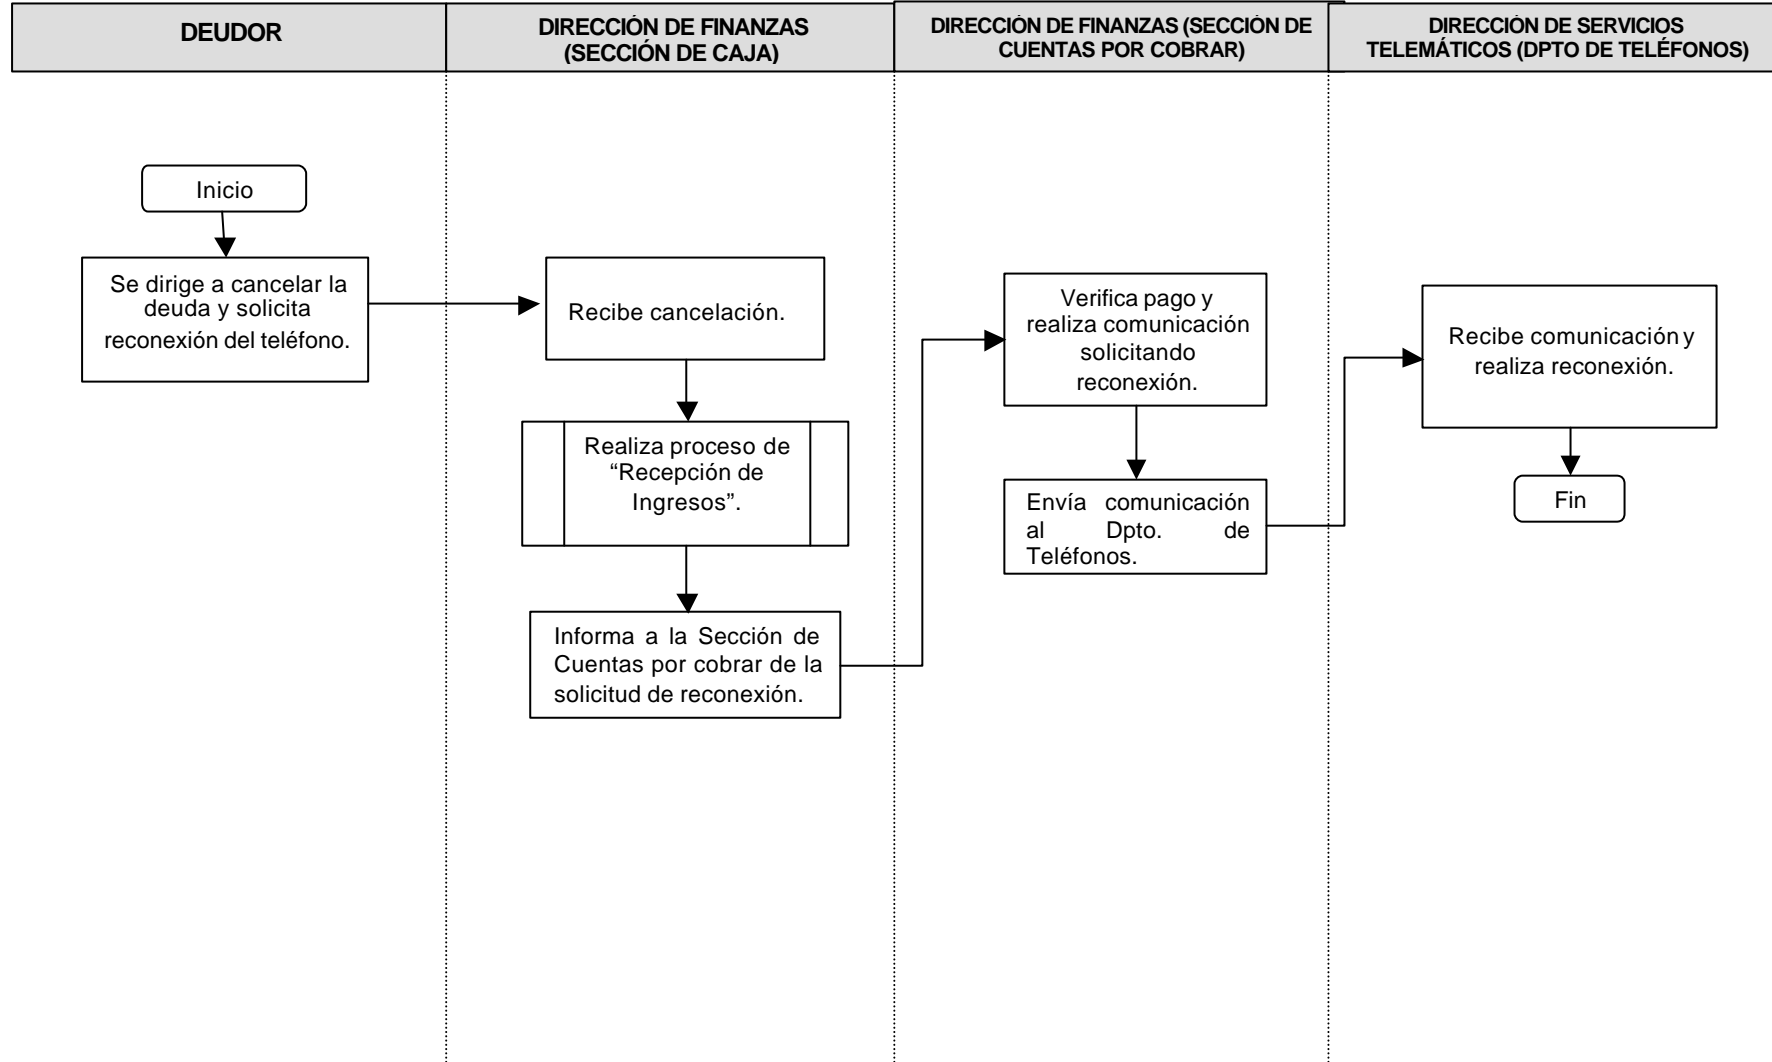 DEUDOR
DIRECCIÓN DE FINANZAS
(SECCIÓN DE CAJA)
DIRECCIÓN DE FINANZAS (SECCIÓN DE
CUENTAS POR COBRAR)
DIRECCIÓN DE SERVICIOS
TELEMÁTICOS (DPTO DE TELÉFONOS)
Inicio
Se dirige a cancelar la
deuda y solicita
reconexión del teléfono.
Recibe cancelación.
Realiza proceso de
“Recepción de
Ingresos”.
Informa a la Sección de
Cuentas por cobrar de la
solicitud de reconexión.
Verifica pago y
realiza comunicación
solicitando
reconexión.
Envía comunicación
al Dpto. de
Teléfonos.
Recibe comunicación y
realiza reconexión.
Fin